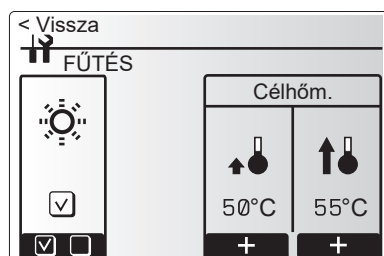 < Vissza
FŰTÉS
Célhőm.
50°C 55°C
+ +